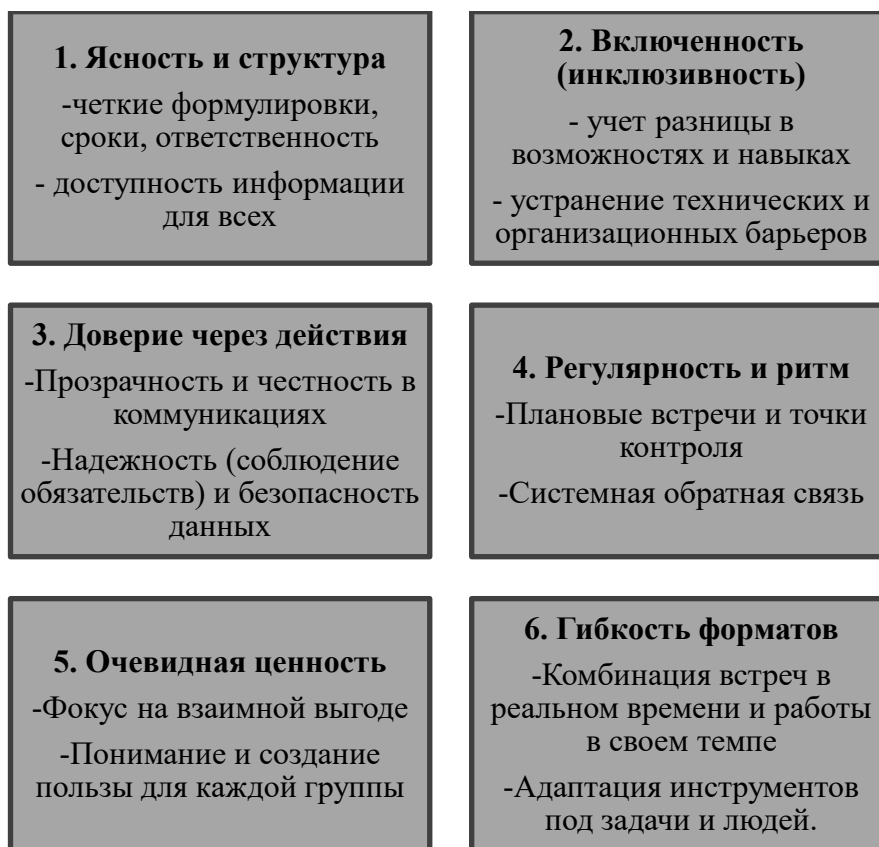 1. Ясность и структура
-четкие формулировки,
сроки, ответственность
- доступность информации
для всех
2. Включенность
(инклюзивность)
- учет разницы в
возможностях и навыках
- устранение технических и
организационных барьеров
3. Доверие через действия
-Прозрачность и честность в
коммуникациях
-Надежность (соблюдение
обязательств) и безопасность
данных
4. Регулярность и ритм
-Плановые встречи и точки
контроля
-Системная обратная связь
5. Очевидная ценность
-Фокус на взаимной выгоде
-Понимание и создание
пользы для каждой группы
6. Гибкость форматов
-Комбинация встреч в
реальном времени и работы
в своем темпе
-Адаптация инструментов
под задачи и людей.